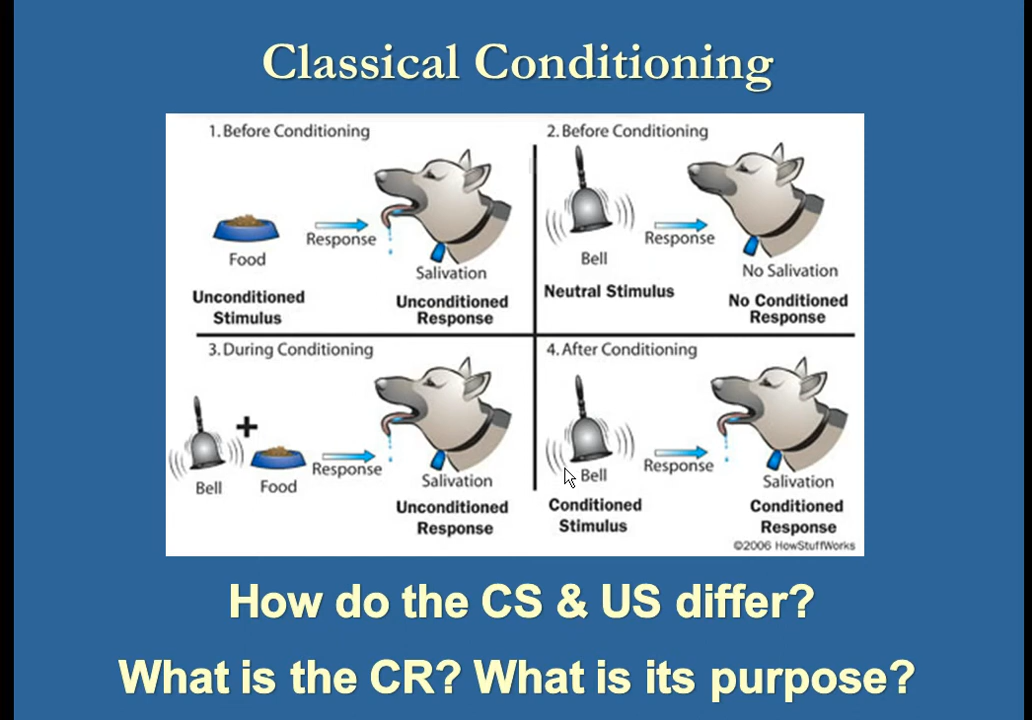 Classical Conditioning
1. Before Conditioning
Food
Response
Salivation
Unconditioned
Stimulus
Unconditioned
Response
2. Before Conditioning
Bell
Response
No Salivation
Neutral Stimulus
No Conditioned
Response
3. During Conditioning
+
Bell
Food
Response
Salivation
Unconditioned
Response
4. After Conditioning
Bell
Response
Salivation
Conditioned
Stimulus
Conditioned
Response
©2006 HowStuffWorks
How do the CS & US differ?
What is the CR? What is its purpose?